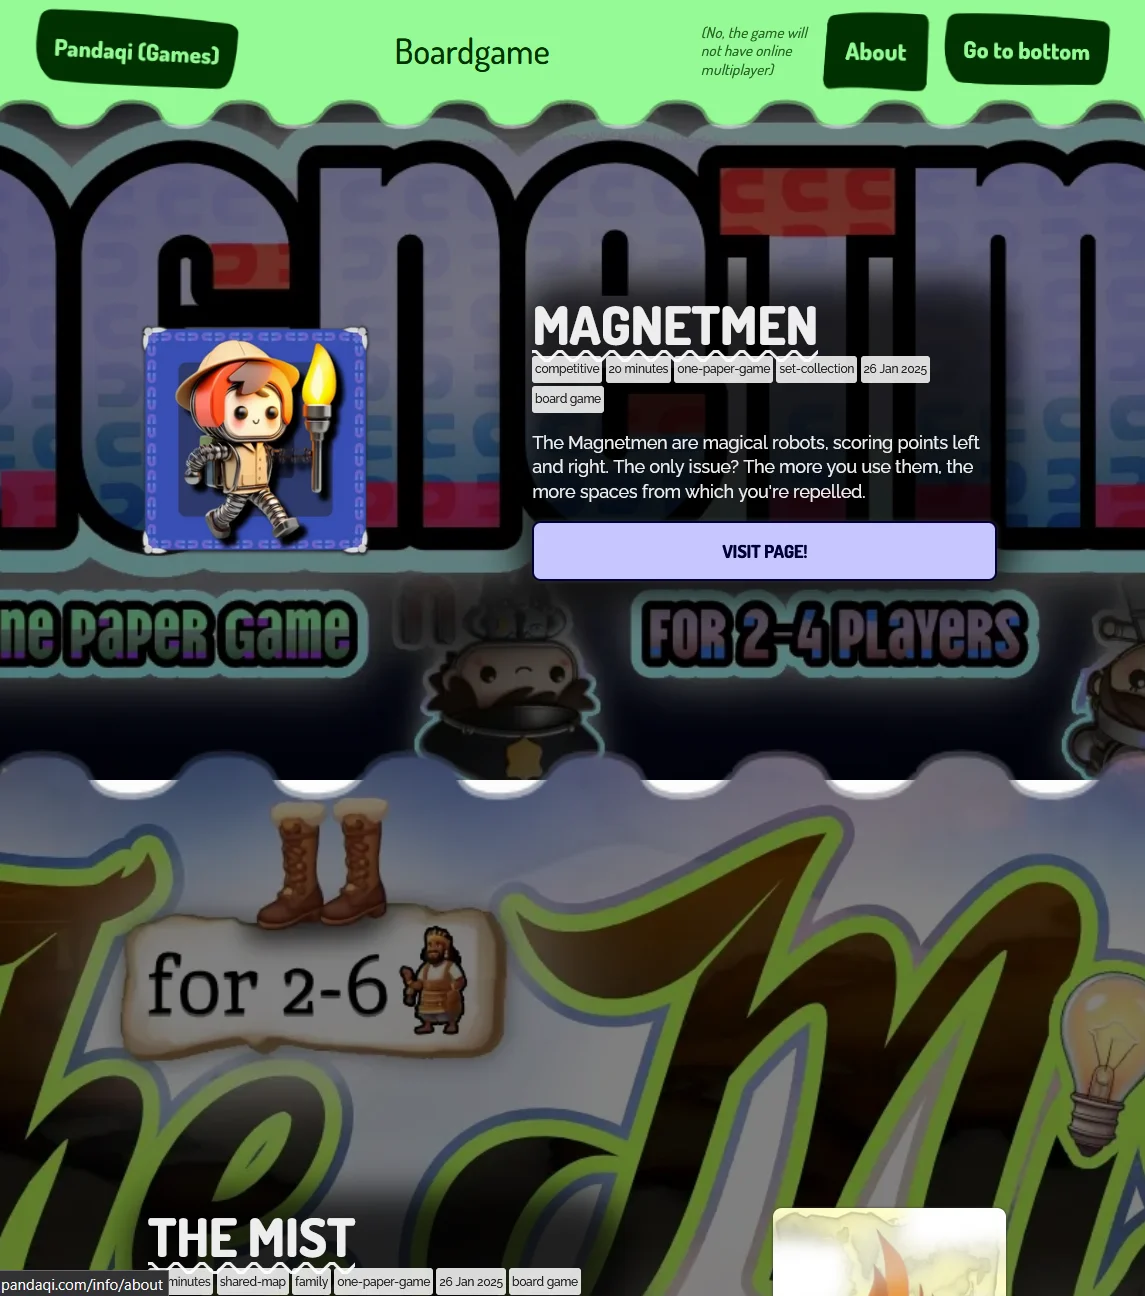 Pandaqi (Games)
Boardgame
(No, the game will
not have online
multiplayer)
About
Go to bottom
MAGNETMEN
competitive
20 minutes
one-paper-game
set-collection
26 Jan 2025
board game
The Magnetmen are magical robots, scoring points left
and right. The only issue? The more you use them, the
more spaces from which you're repelled.
VISIT PAGE!
ne Paper Game
FOR 2-4 PLayers
for 2-6
THE MIST
minutes
shared-map
family
one-paper-game
26 Jan 2025
board game
pandaqi.com/info/about